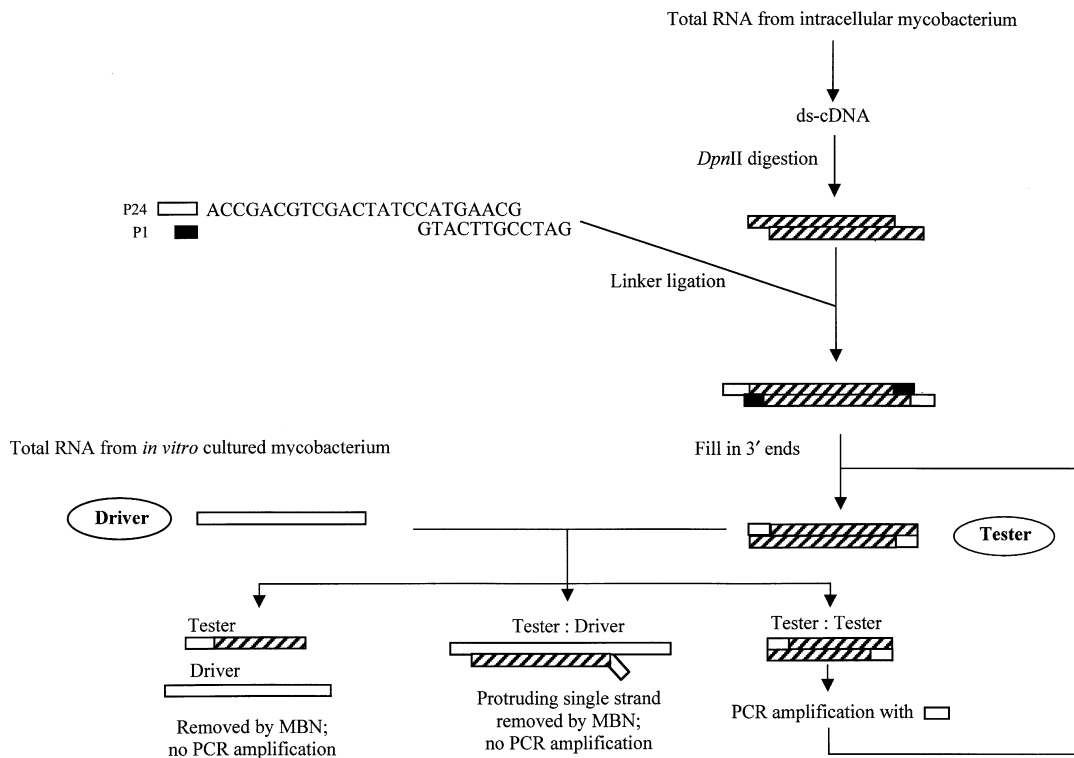 Total RNA from intracellular mycobacterium
ds-cDNA
DpnII digestion
P24 ACCGACGTCGACTATCCATGAACG
P1 GTACTTGCCTAG
Linker ligation
Total RNA from in vitro cultured mycobacterium
Fill in 3′ ends
Driver
Tester
Tester
Driver
Removed by MBN;
no PCR amplification
Tester : Driver
Protruding single strand
removed by MBN;
no PCR amplification
Tester : Tester
PCR amplification with